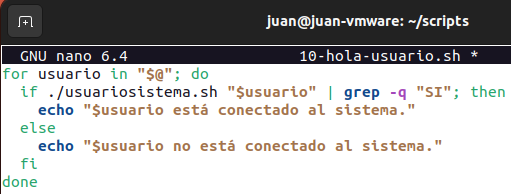 juan@juan-vmware: ~/scripts
GNU nano 6.4 10-hola-usuario.sh *
for usuario in "$@"; do
  if ./usuariosistema.sh "$usuario" | grep -q "SI"; then
    echo "$usuario está conectado al sistema."
  else
    echo "$usuario no está conectado al sistema."
  fi
done